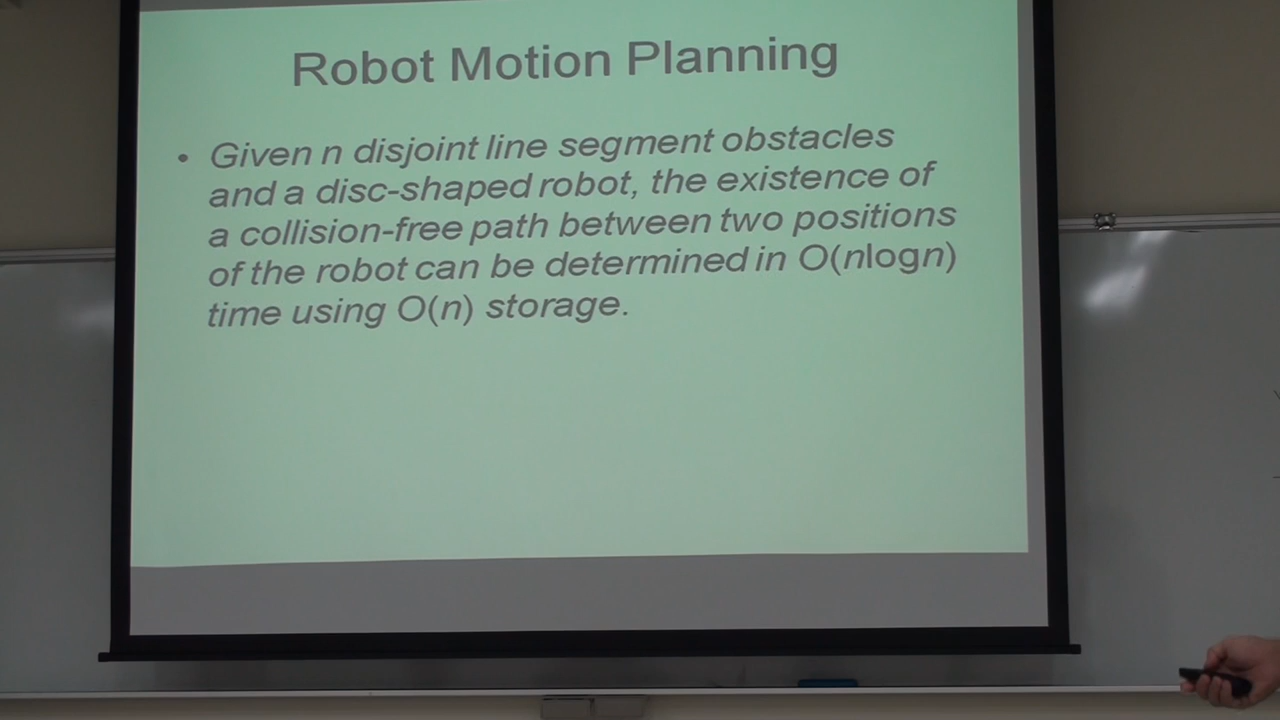 Robot Motion Planning
• Given n disjoint line segment obstacles
and a disc-shaped robot, the existence of
a collision-free path between two positions
of the robot can be determined in O(nlogn)
time using O(n) storage.